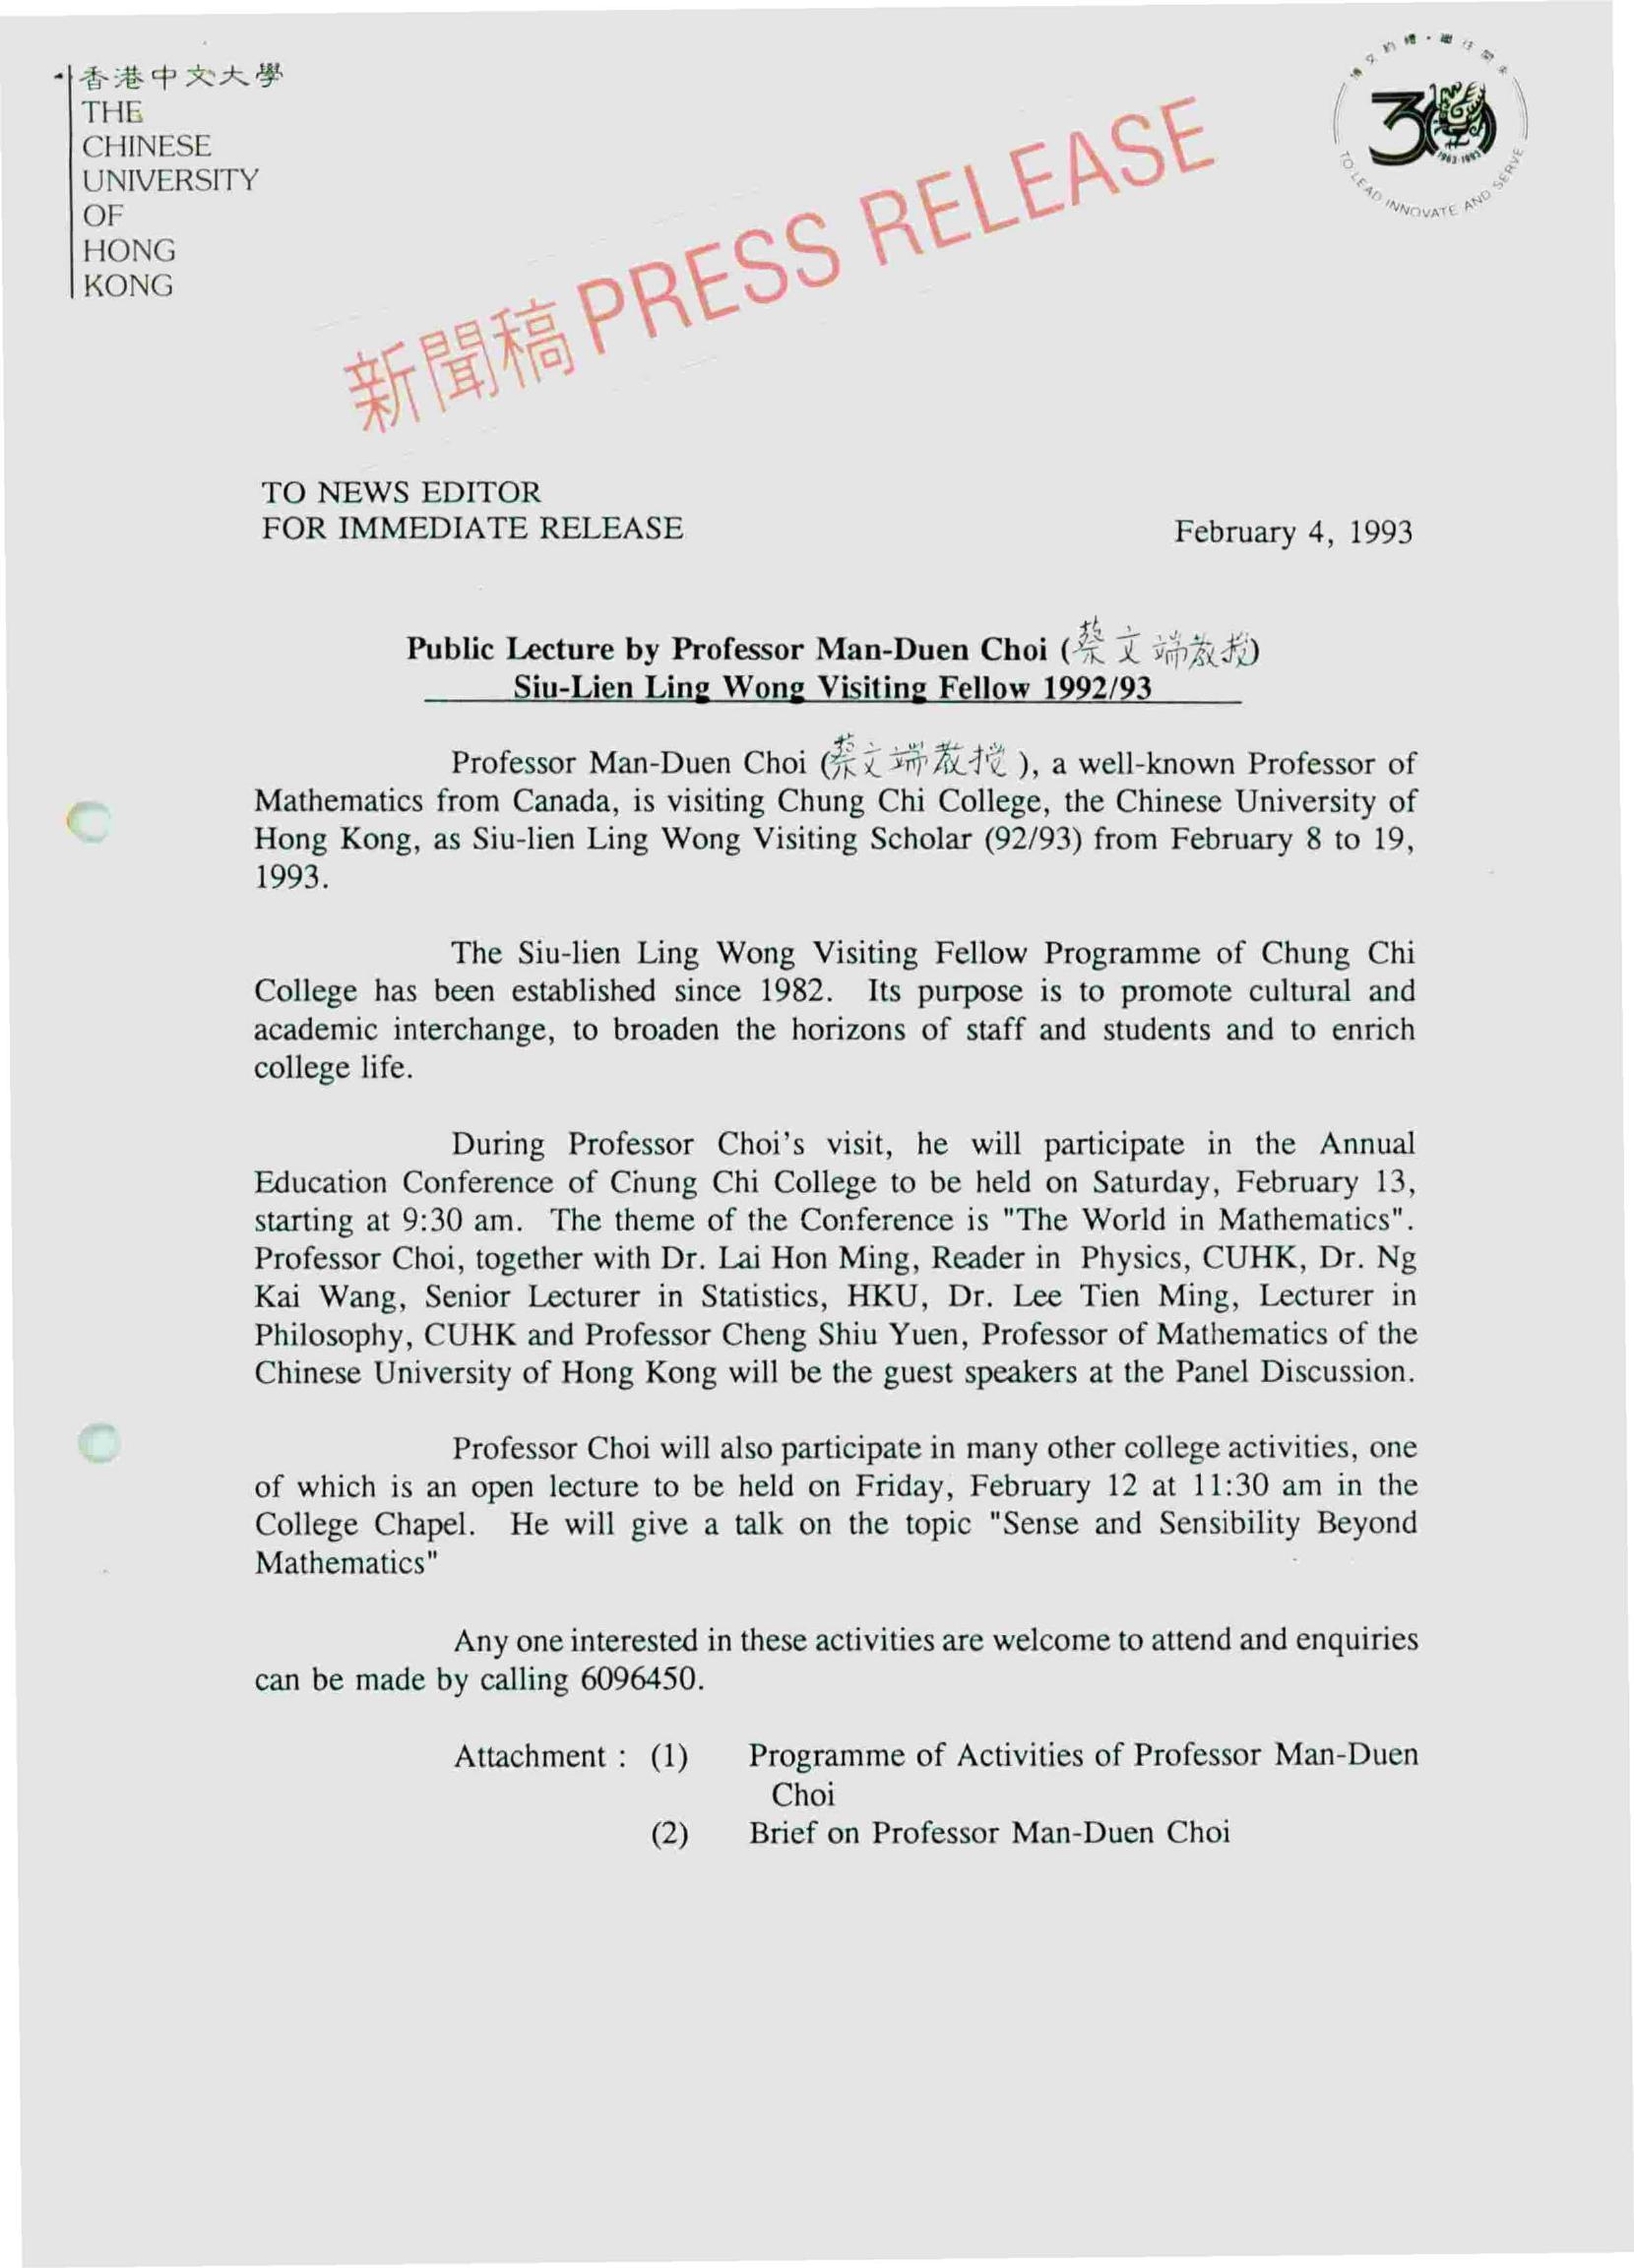 香港中文大學
THE
CHINESE
UNIVERSITY
OF
HONG
KONG
博文約禮·繼往開來
30
1963-1993
TO LEAD INNOVATE AND SERVE
新聞稿 PRESS RELEASE
TO NEWS EDITOR
FOR IMMEDIATE RELEASE
February 4, 1993
Public Lecture by Professor Man-Duen Choi (蔡文端教授)
Siu-Lien Ling Wong Visiting Fellow 1992/93
Professor Man-Duen Choi (蔡文端教授), a well-known Professor of
Mathematics from Canada, is visiting Chung Chi College, the Chinese University of
Hong Kong, as Siu-lien Ling Wong Visiting Scholar (92/93) from February 8 to 19,
1993.
The Siu-lien Ling Wong Visiting Fellow Programme of Chung Chi
College has been established since 1982. Its purpose is to promote cultural and
academic interchange, to broaden the horizons of staff and students and to enrich
college life.
During Professor Choi's visit, he will participate in the Annual
Education Conference of Chung Chi College to be held on Saturday, February 13,
starting at 9:30 am. The theme of the Conference is "The World in Mathematics".
Professor Choi, together with Dr. Lai Hon Ming, Reader in Physics, CUHK, Dr. Ng
Kai Wang, Senior Lecturer in Statistics, HKU, Dr. Lee Tien Ming, Lecturer in
Philosophy, CUHK and Professor Cheng Shiu Yuen, Professor of Mathematics of the
Chinese University of Hong Kong will be the guest speakers at the Panel Discussion.
Professor Choi will also participate in many other college activities, one
of which is an open lecture to be held on Friday, February 12 at 11:30 am in the
College Chapel. He will give a talk on the topic "Sense and Sensibility Beyond
Mathematics"
Any one interested in these activities are welcome to attend and enquiries
can be made by calling 6096450.
Attachment : (1) Programme of Activities of Professor Man-Duen
Choi
(2) Brief on Professor Man-Duen Choi